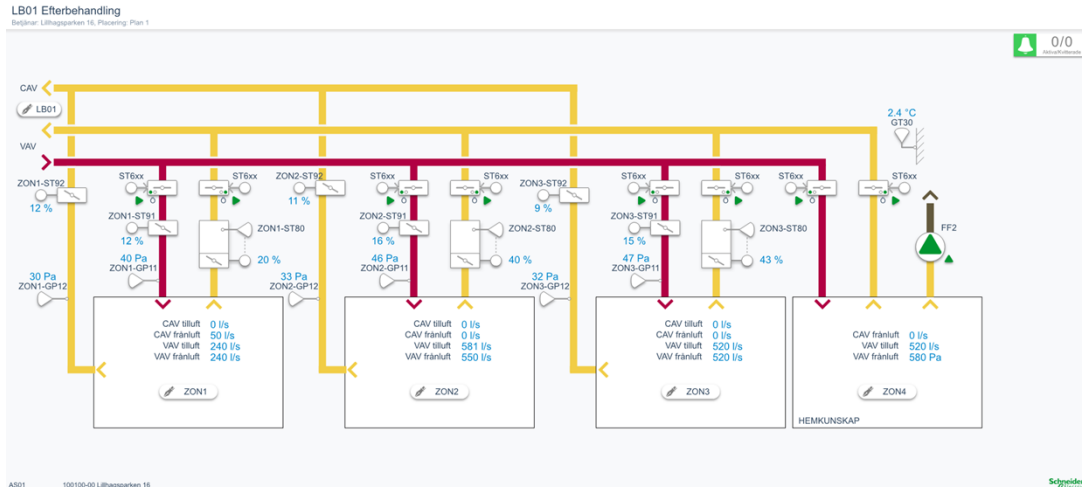 LB01 Efterbehandling
Betjänar: Lillhagsparken 16, Placering: Plan 1
0/0
Aktiva/Kvitterade
CAV
LB01
VAV
2.4 °C
GT30
ST6xx
ST6xx
ST6xx
ST6xx
ST6xx
ST6xx
ST6xx
ST6xx
ZON1-ST92
12 %
ZON2-ST92
11 %
ZON3-ST92
9 %
ZON1-ST91
12 %
ZON1-ST80
20 %
ZON2-ST91
16 %
ZON2-ST80
40 %
ZON3-ST91
15 %
ZON3-ST80
43 %
FF2
40 Pa
ZON1-GP11
46 Pa
ZON2-GP11
47 Pa
ZON3-GP11
30 Pa
ZON1-GP12
33 Pa
ZON2-GP12
32 Pa
ZON3-GP12
CAV tilluft 0 l/s
CAV frånluft 50 l/s
VAV tilluft 240 l/s
VAV frånluft 240 l/s
ZON1
CAV tilluft 0 l/s
CAV frånluft 0 l/s
VAV tilluft 581 l/s
VAV frånluft 550 l/s
ZON2
CAV tilluft 0 l/s
CAV frånluft 0 l/s
VAV tilluft 520 l/s
VAV frånluft 520 l/s
ZON3
CAV frånluft 0 l/s
VAV tilluft 520 l/s
VAV frånluft 580 Pa
ZON4
HEMKUNSKAP
AS01
100100-00 Lillhagsparken 16
Schneider